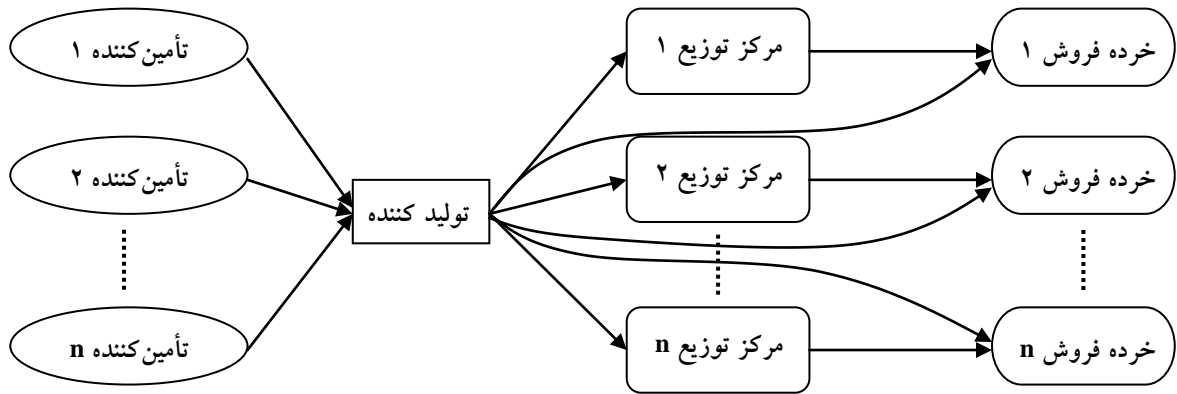 تأمین‌کننده ۱
مرکز توزیع ۱
خرده فروش ۱
تأمین‌کننده ۲
مرکز توزیع ۲
خرده فروش ۲
تولید کننده
تأمین‌کننده n
مرکز توزیع n
خرده فروش n